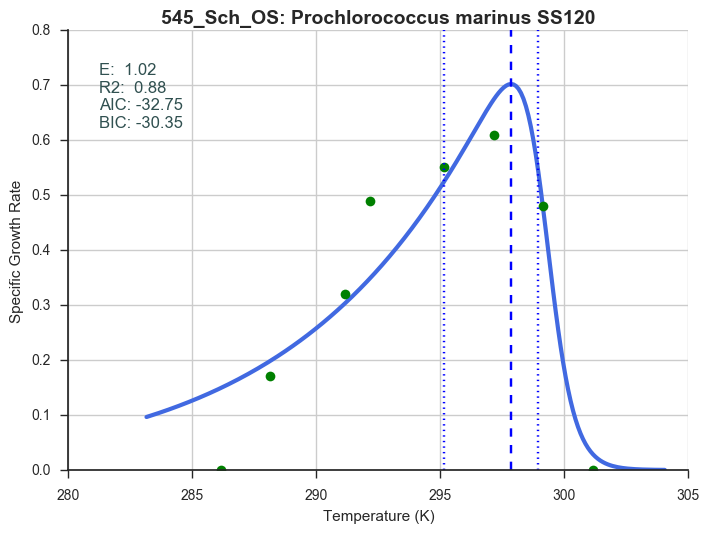 545_Sch_OS: Prochlorococcus marinus SS120
E:  1.02
R2:  0.88
AIC: -32.75
BIC: -30.35
Specific Growth Rate
0.8
0.7
0.6
0.5
0.4
0.3
0.2
0.1
0.0
280
285
290
295
300
305
Temperature (K)